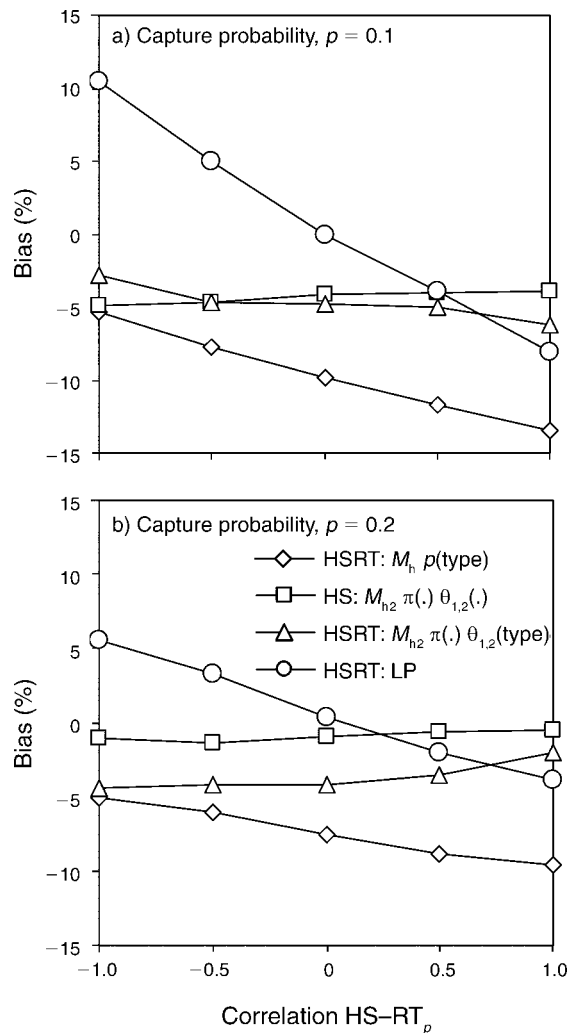 a) Capture probability, p = 0.1
15
10
5
0
−5
−10
−15
Bias (%)
b) Capture probability, p = 0.2
HSRT: Mh p(type)
HS: Mh2 π(.) θ1,2(.)
HSRT: Mh2 π(.) θ1,2(type)
HSRT: LP
15
10
5
0
−5
−10
−15
Bias (%)
−1.0 −0.5 0 0.5 1.0
Correlation HS–RTp